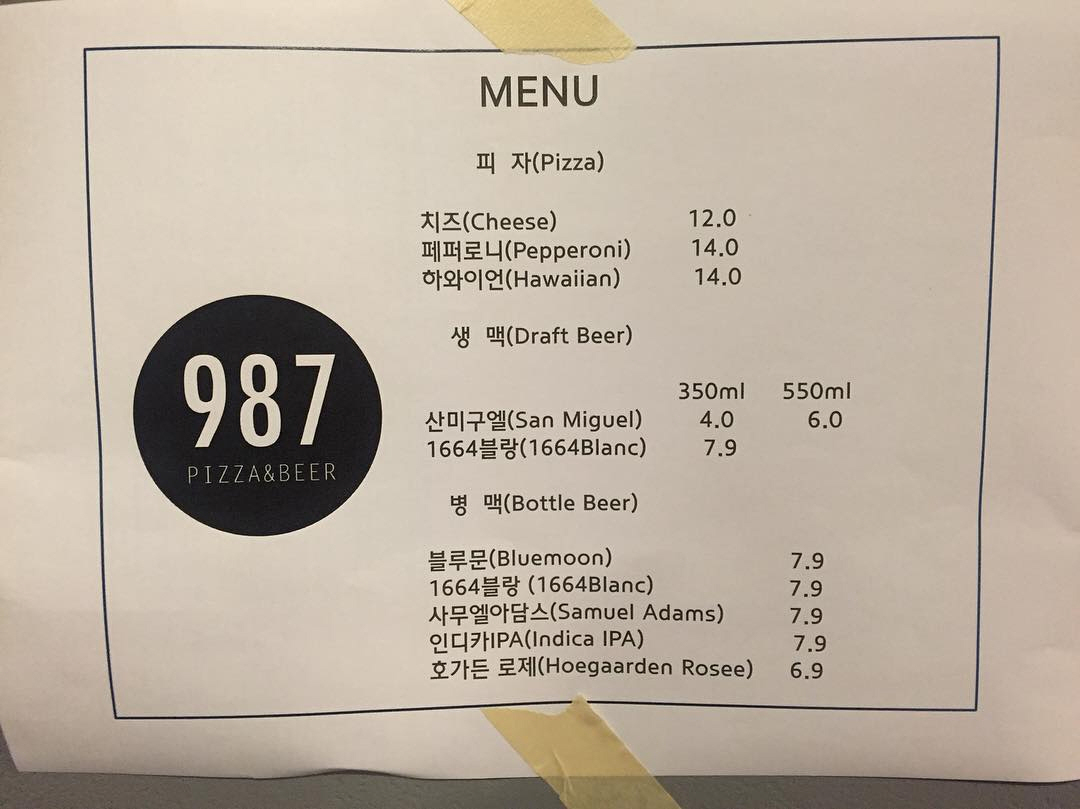 MENU
피 자(Pizza)
치즈(Cheese) 12.0
페퍼로니(Pepperoni) 14.0
하와이언(Hawaiian) 14.0
생 맥(Draft Beer)
350ml 550ml
산미구엘(San Miguel) 4.0 6.0
1664블랑(1664Blanc) 7.9
병 맥(Bottle Beer)
블루문(Bluemoon) 7.9
1664블랑 (1664Blanc) 7.9
사무엘아담스(Samuel Adams) 7.9
인디카IPA(Indica IPA) 7.9
호가든 로제(Hoegaarden Rosee) 6.9
987
PIZZA&BEER